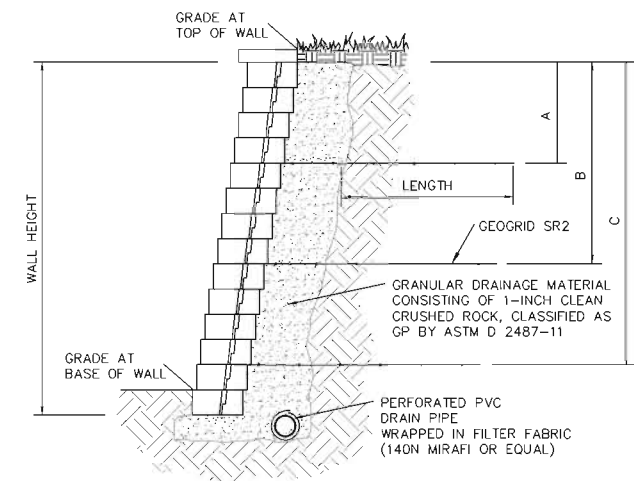 GRADE AT
TOP OF WALL
A
B
C
LENGTH
WALL HEIGHT
GEOGRID SR2
GRANULAR DRAINAGE MATERIAL
CONSISTING OF 1-INCH CLEAN
CRUSHED ROCK, CLASSIFIED AS
GP BY ASTM D 2487-11
GRADE AT
BASE OF WALL
PERFORATED PVC
DRAIN PIPE
WRAPPED IN FILTER FABRIC
(140N MIRAFI OR EQUAL)